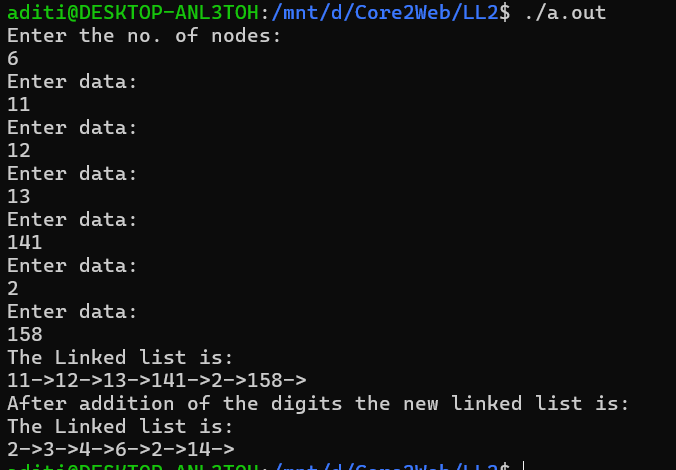 aditi@DESKTOP-ANL3TOH:/mnt/d/Core2Web/LL2$ ./a.out
Enter the no. of nodes:
6
Enter data:
11
Enter data:
12
Enter data:
13
Enter data:
141
Enter data:
2
Enter data:
158
The Linked list is:
11->12->13->141->2->158->
After addition of the digits the new linked list is:
The Linked list is:
2->3->4->6->2->14->
aditi@DESKTOP-ANL3TOH:/mnt/d/Core2Web/LL2$